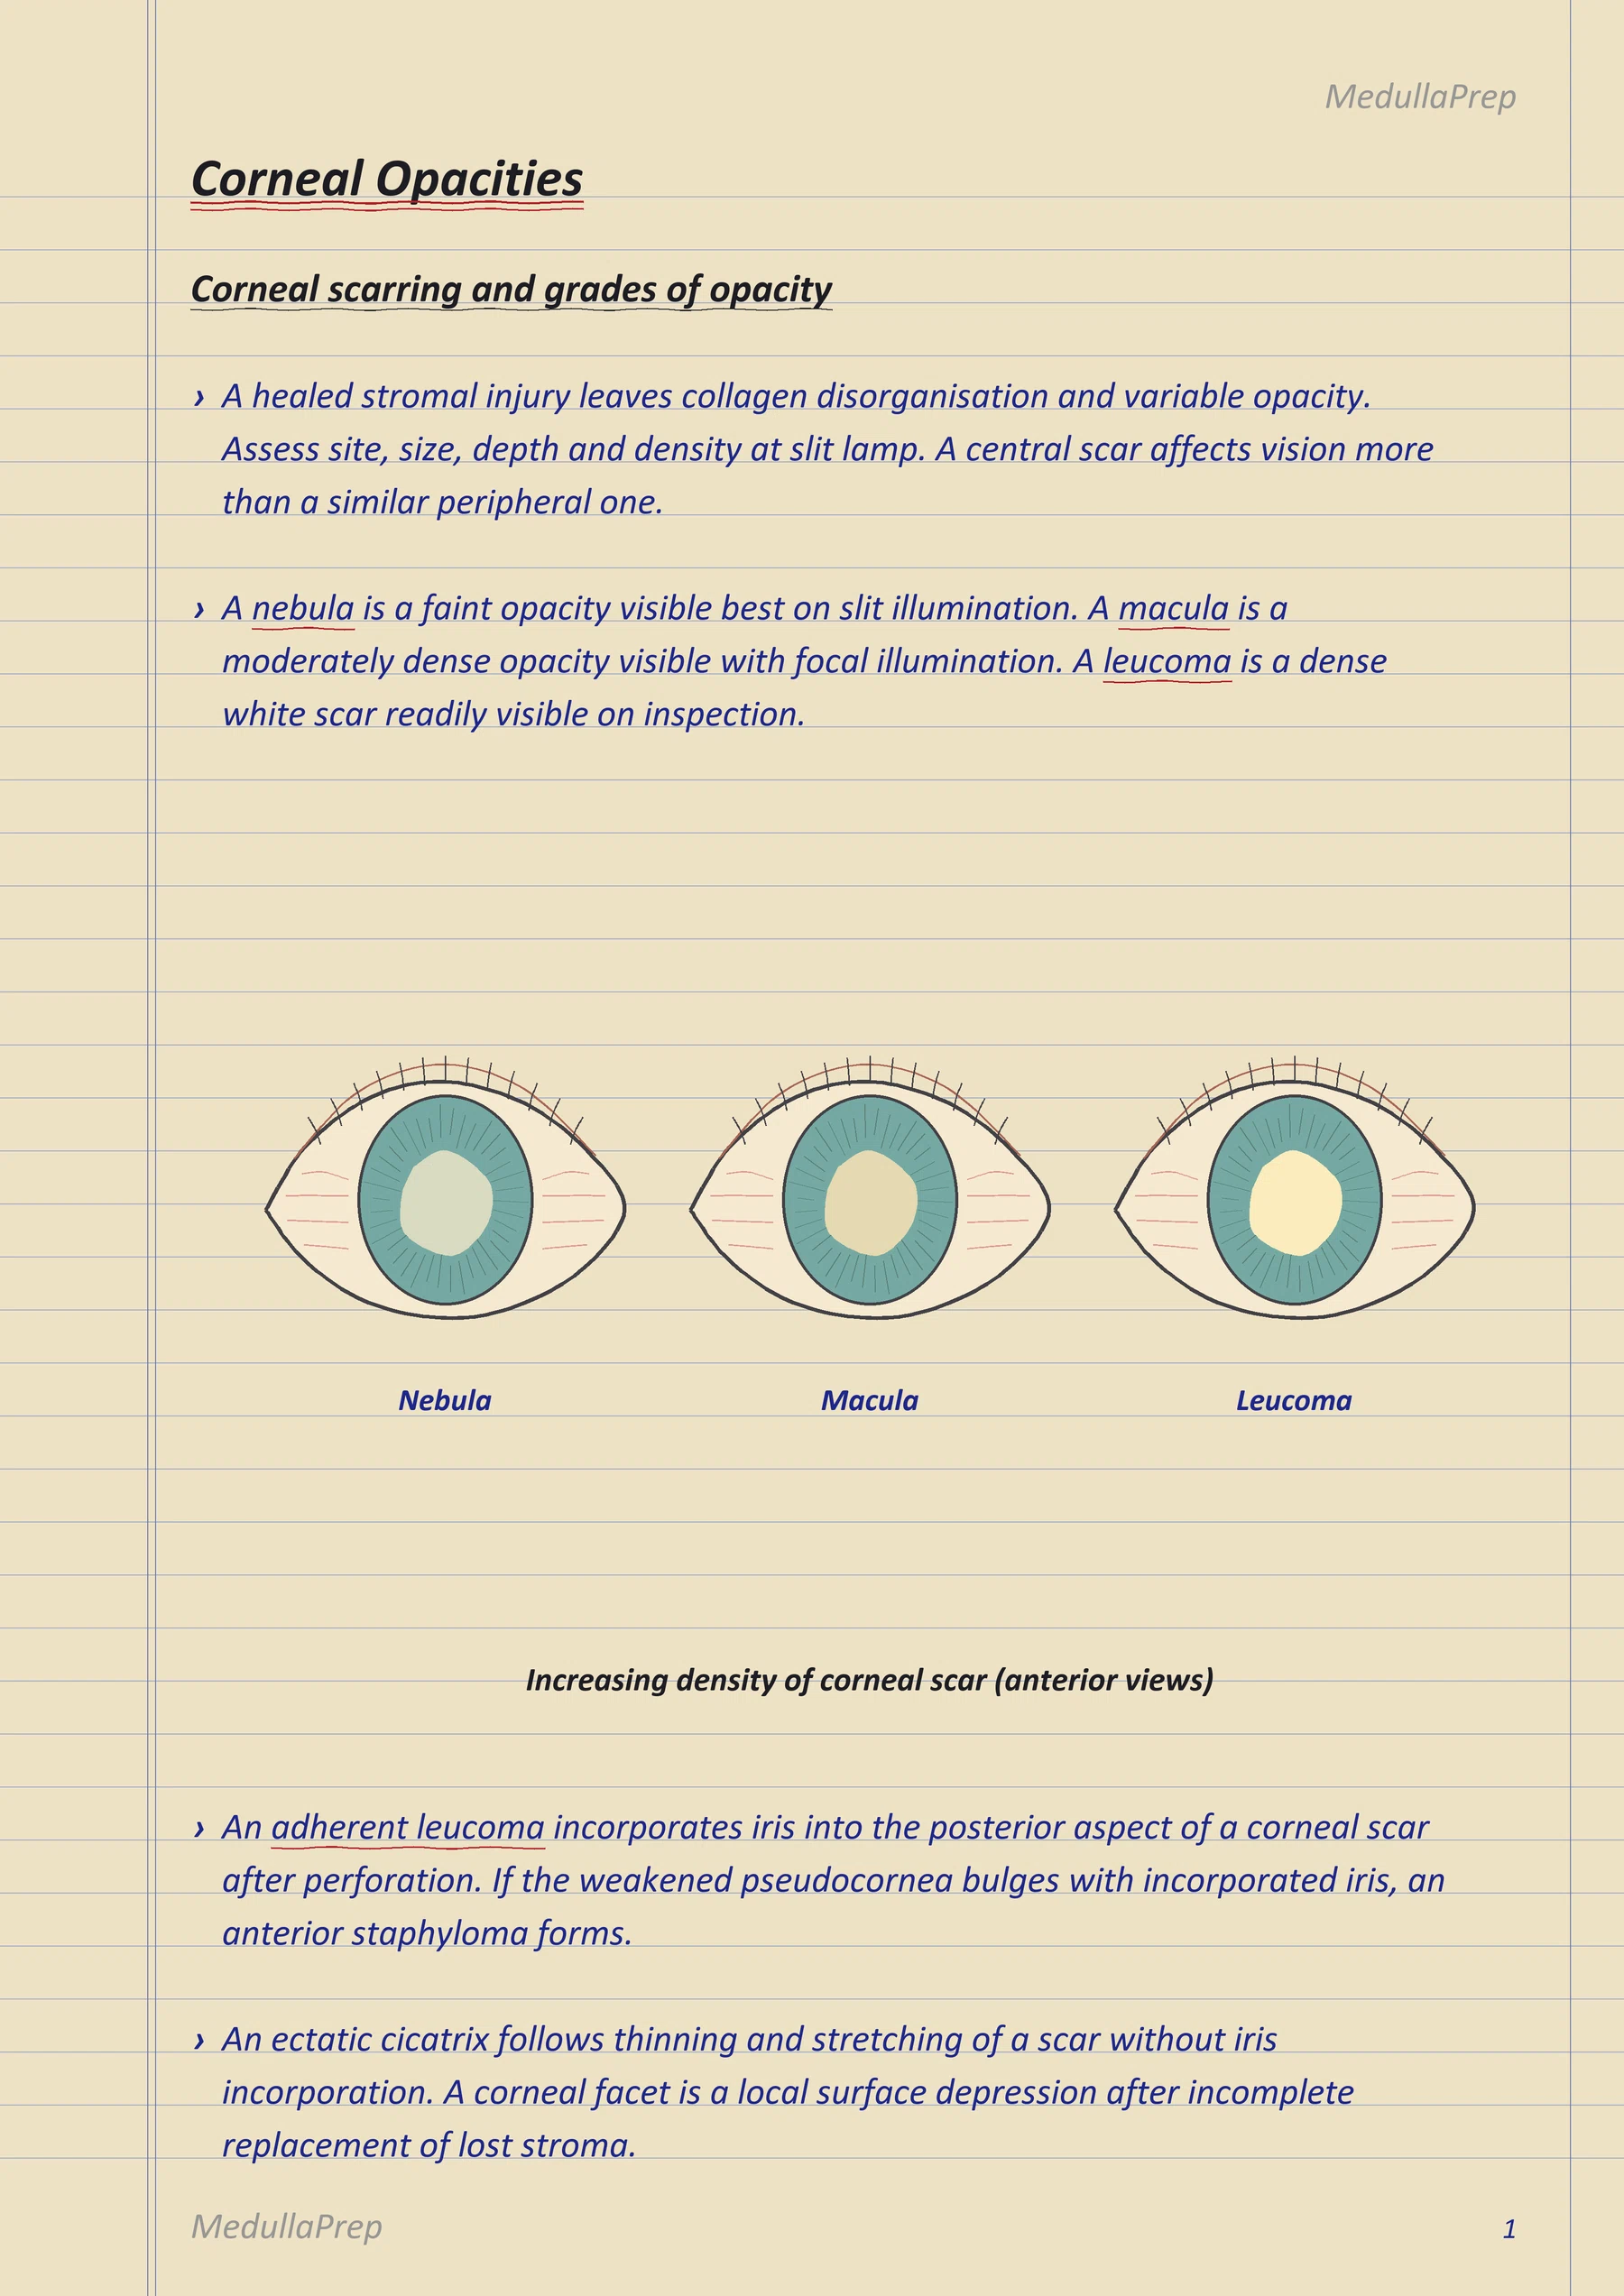 MedullaPrep
Corneal Opacities
Corneal scarring and grades of opacity
› A healed stromal injury leaves collagen disorganisation and variable opacity.
Assess site, size, depth and density at slit lamp. A central scar affects vision more
than a similar peripheral one.
› A nebula is a faint opacity visible best on slit illumination. A macula is a
moderately dense opacity visible with focal illumination. A leucoma is a dense
white scar readily visible on inspection.
Nebula Macula Leucoma
Increasing density of corneal scar (anterior views)
› An adherent leucoma incorporates iris into the posterior aspect of a corneal scar
after perforation. If the weakened pseudocornea bulges with incorporated iris, an
anterior staphyloma forms.
› An ectatic cicatrix follows thinning and stretching of a scar without iris
incorporation. A corneal facet is a local surface depression after incomplete
replacement of lost stroma.
MedullaPrep 1